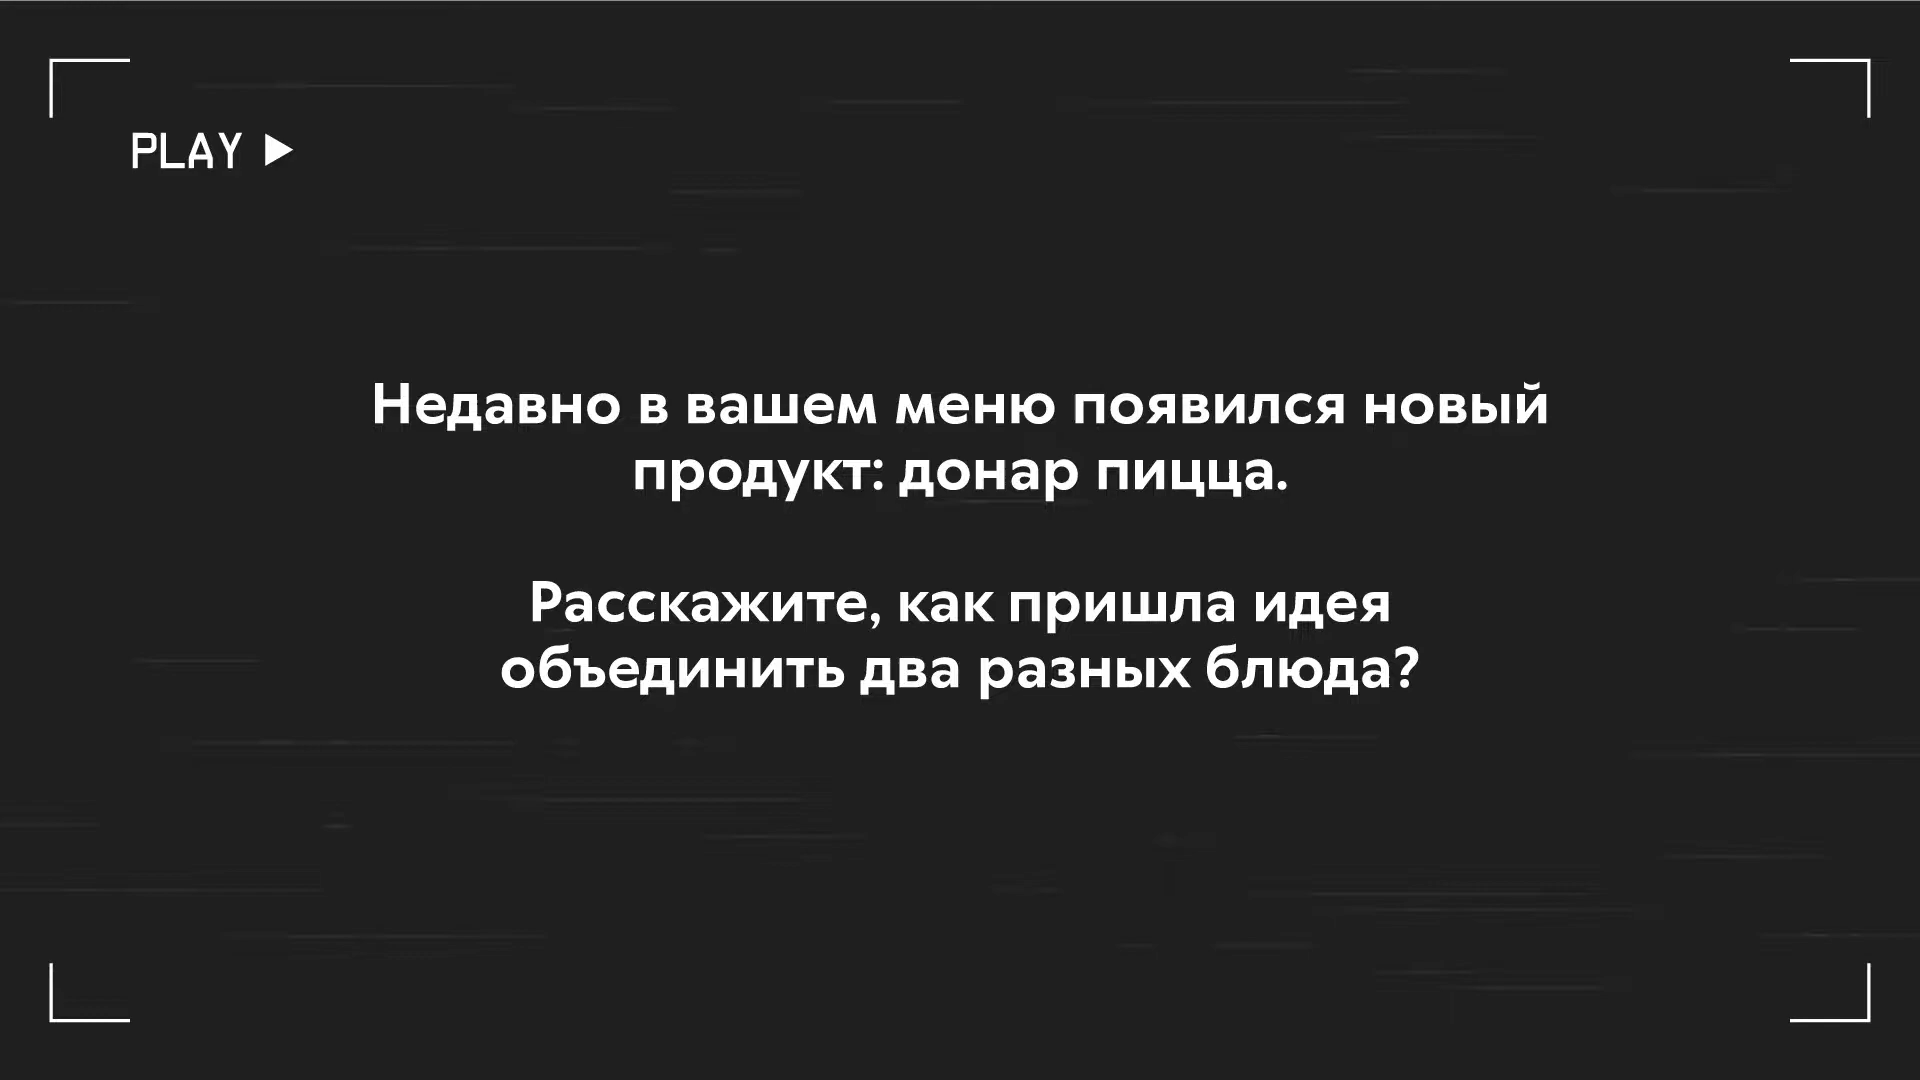 PLAY
Недавно в вашем меню появился новый
продукт: донар пицца.
Расскажите, как пришла идея
объединить два разных блюда?